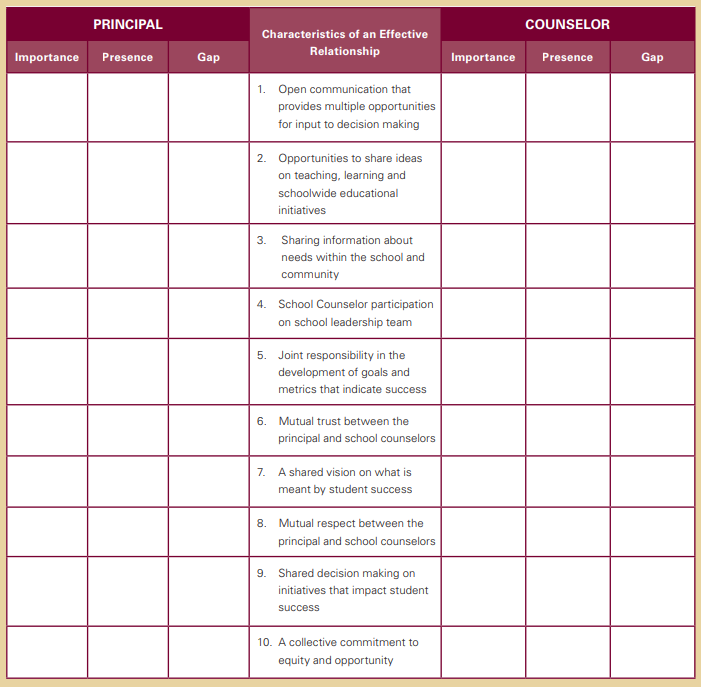 PRINCIPAL
Characteristics of an Effective
Relationship
COUNSELOR
Importance Presence Gap
Importance Presence Gap
1. Open communication that
provides multiple opportunities
for input to decision making
2. Opportunities to share ideas
on teaching, learning and
schoolwide educational
initiatives
3. Sharing information about
needs within the school and
community
4. School Counselor participation
on school leadership team
5. Joint responsibility in the
development of goals and
metrics that indicate success
6. Mutual trust between the
principal and school counselors
7. A shared vision on what is
meant by student success
8. Mutual respect between the
principal and school counselors
9. Shared decision making on
initiatives that impact student
success
10. A collective commitment to
equity and opportunity